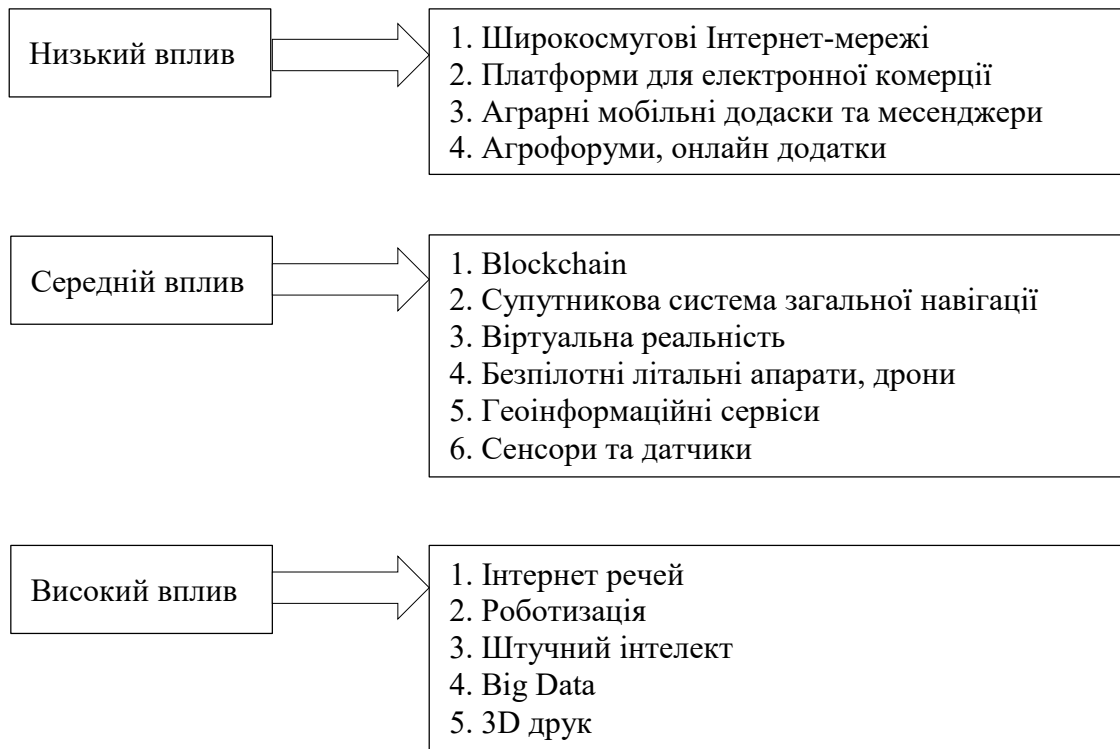 Низький вплив
1. Широкосмугові Інтернет-мережі
2. Платформи для електронної комерції
3. Аграрні мобільні додаски та месенджери
4. Агрофоруми, онлайн додатки
Середній вплив
1. Blockchain
2. Супутникова система загальної навігації
3. Віртуальна реальність
4. Безпілотні літальні апарати, дрони
5. Геоінформаційні сервіси
6. Сенсори та датчики
Високий вплив
1. Інтернет речей
2. Роботизація
3. Штучний інтелект
4. Big Data
5. 3D друк